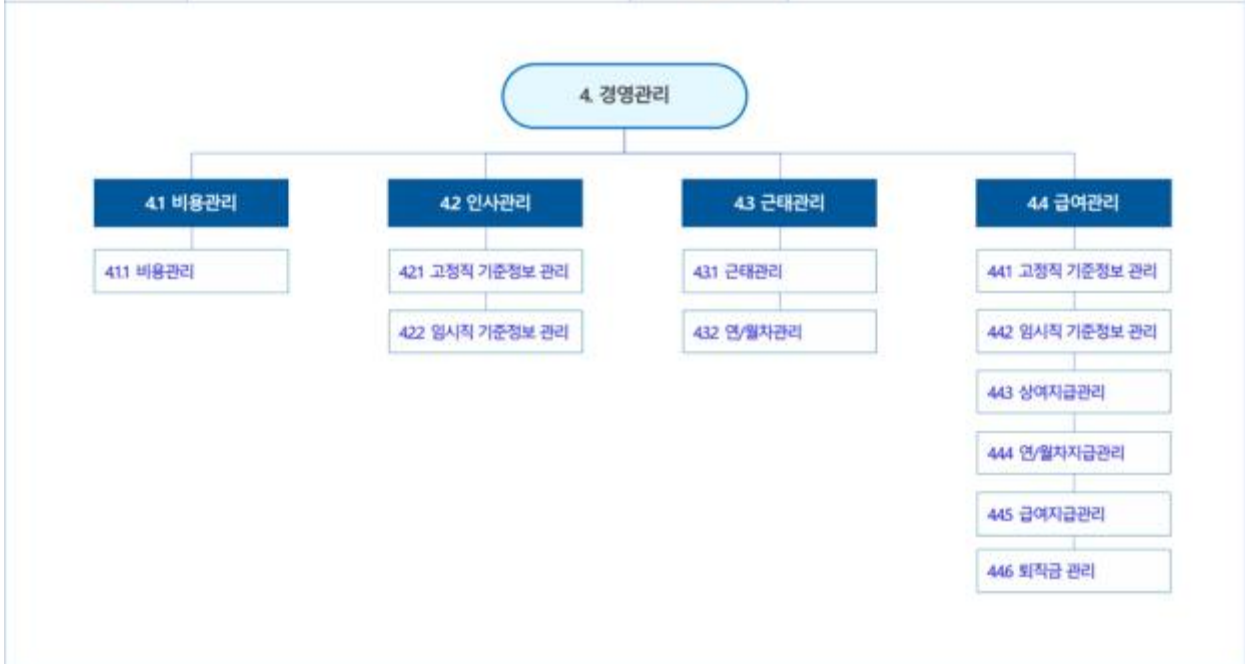 4. 경영관리
4.1 비용관리
4.2 인사관리
4.3 근태관리
4.4 급여관리
4.1.1 비용관리
4.2.1 고정직 기준정보 관리
4.2.2 임시직 기준정보 관리
4.3.1 근태관리
4.3.2 연/월차관리
4.4.1 고정직 기준정보 관리
4.4.2 임시직 기준정보 관리
4.4.3 상여지급관리
4.4.4 연/월차지급관리
4.4.5 급여지급관리
4.4.6 퇴직금 관리